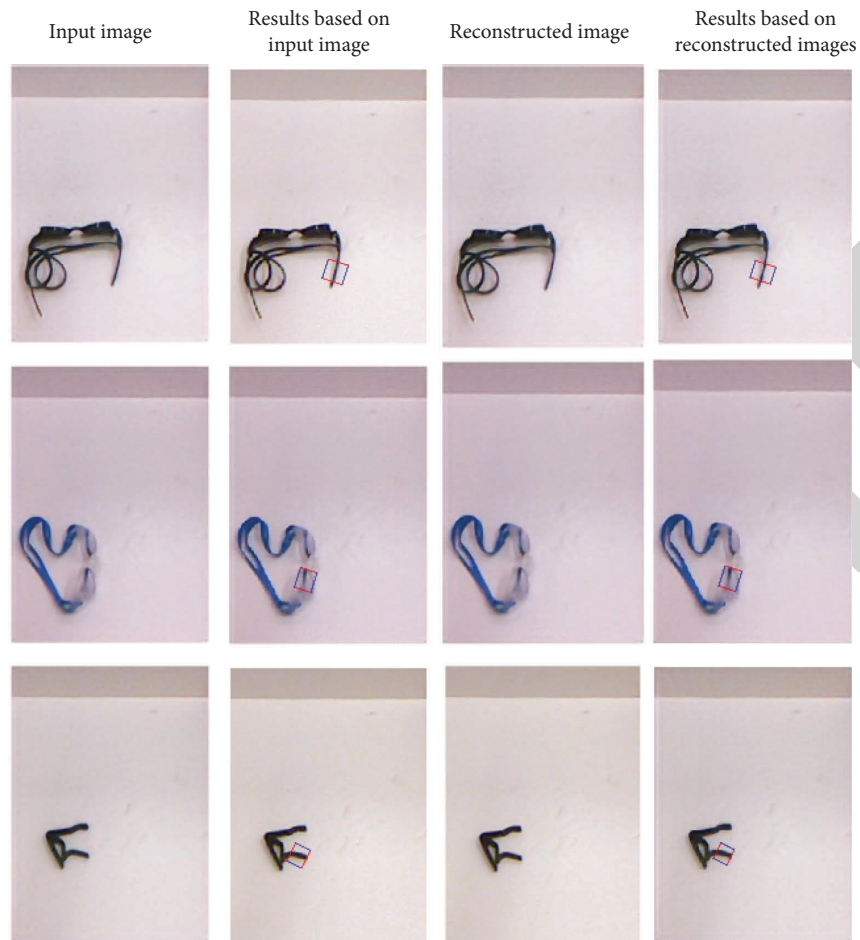 Input image
Results based on
input image
Reconstructed image
Results based on
reconstructed images